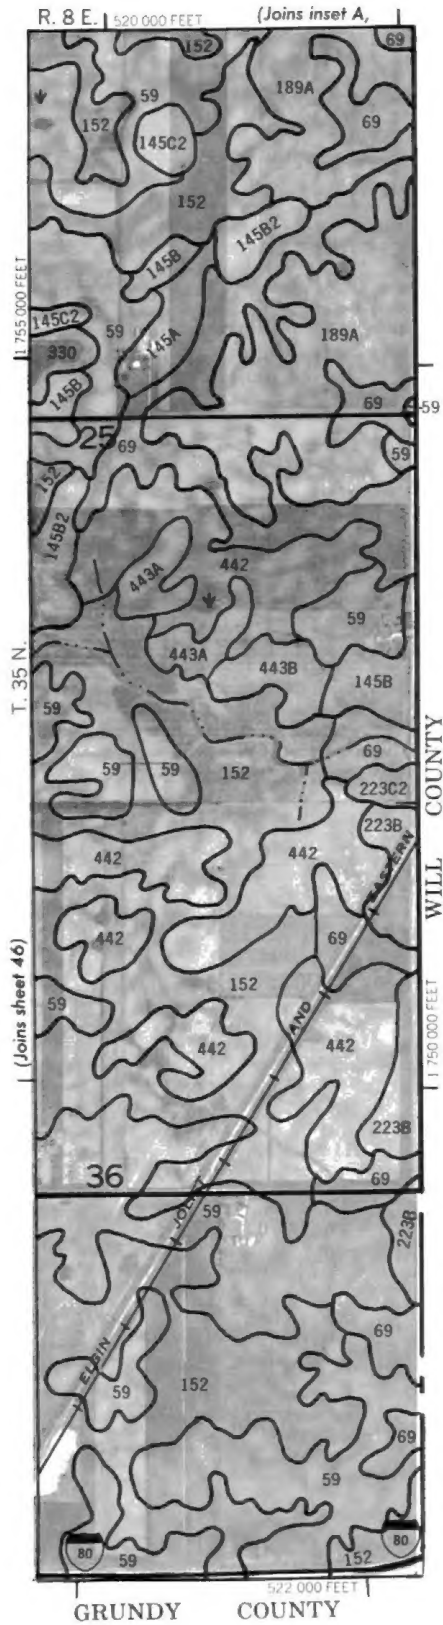 R. 8 E.
520 000 FEET
(Joins inset A,
152
69
59
189A
152
145C2
69
152
145B2
145B
1 755 000 FEET
145C2
59
145A
189A
330
145B
69
59
25
69
59
152
145B2
442
443A
59
443A
443B
145B
T. 35 N.
59
69
59
59
152
223C2
WILL COUNTY
223B
442
442
EASTERN
442
69
(Joins sheet 46)
152
59
AND
1 750 000 FEET
442
442
223B
36
69
JOLIET
59
223B
69
ELGIN
59
152
69
59
80
59
80
152
522 000 FEET
GRUNDY COUNTY